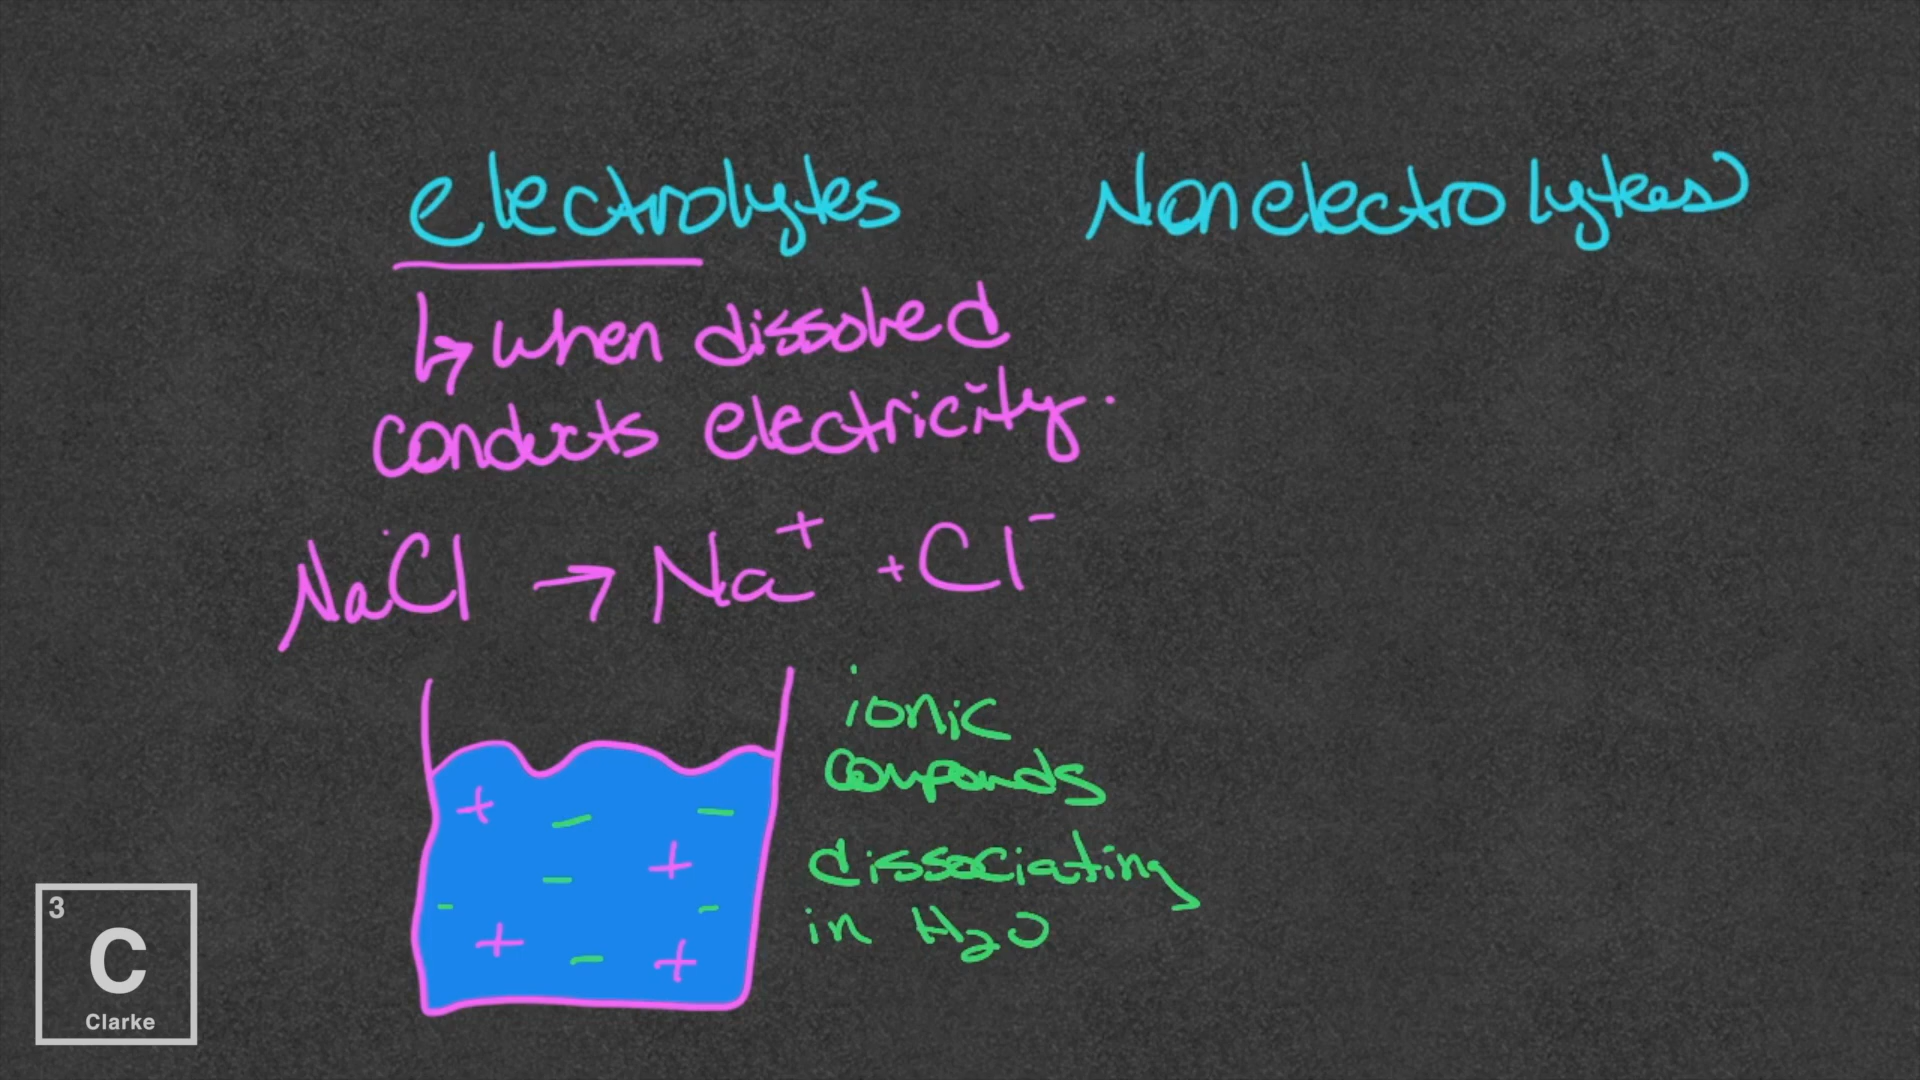 electrolytes
Nonelectrolytes
↳ when dissolved
conducts electricity.
NaCl → Na⁺ + Cl⁻
ionic
compounds
dissociating
in H₂O
+ − −
− +
− −
+ − +
3
C
Clarke